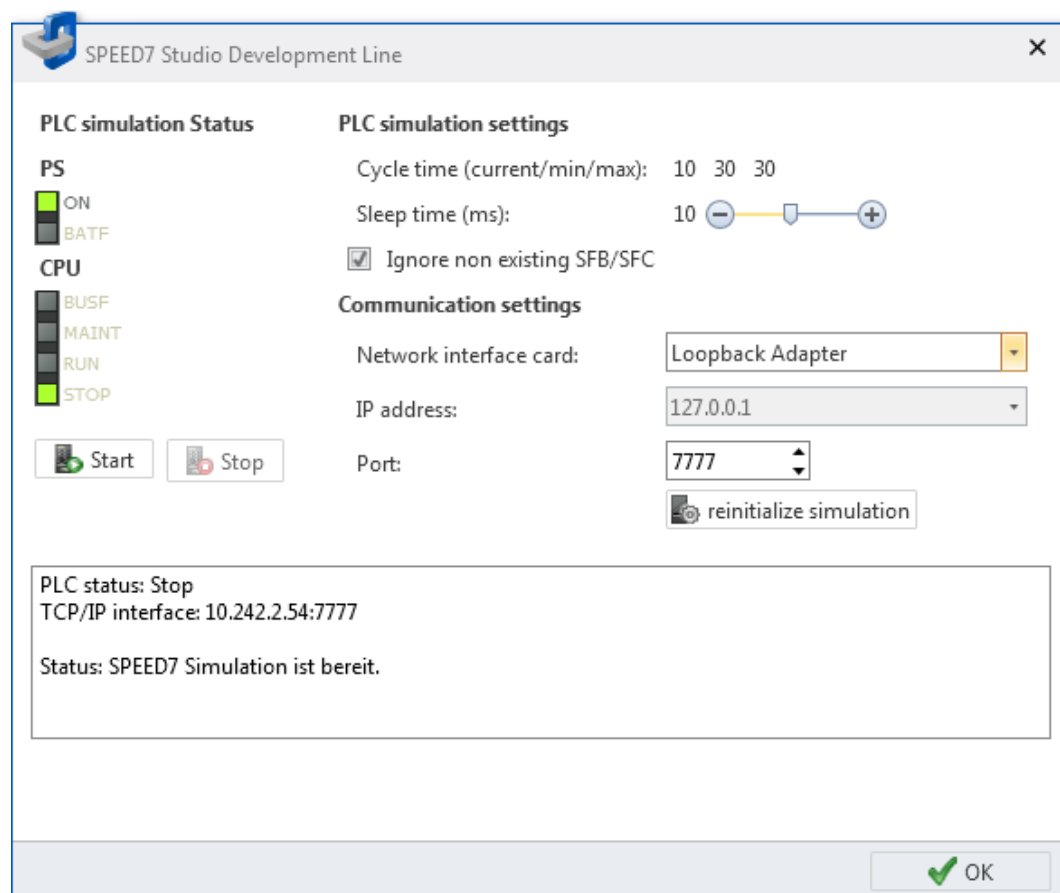 SPEED7 Studio Development Line
PLC simulation Status
PS
ON
BATF
CPU
BUSF
MAINT
RUN
STOP
Start
Stop
PLC simulation settings
Cycle time (current/min/max): 10 30 30
Sleep time (ms): 10
Ignore non existing SFB/SFC
Communication settings
Network interface card: Loopback Adapter
IP address: 127.0.0.1
Port: 7777
reinitialize simulation
PLC status: Stop
TCP/IP interface: 10.242.2.54:7777
Status: SPEED7 Simulation ist bereit.
OK